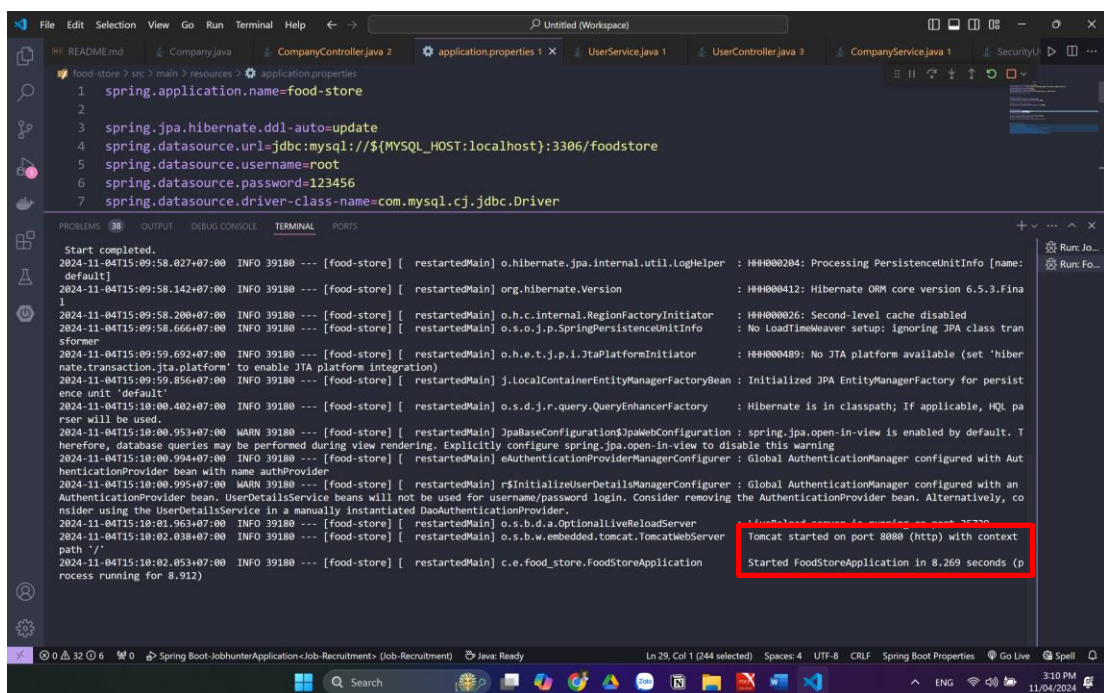 File Edit Selection View Go Run Terminal Help
Untitled (Workspace)
README.md Company.java CompanyController.java 2 application.properties 1 UserService.java 1 UserController.java 3 CompanyService.java 1
food-store > src > main > resources > application.properties
1 spring.application.name=food-store
2
3 spring.jpa.hibernate.ddl-auto=update
4 spring.datasource.url=jdbc:mysql://${MYSQL_HOST:localhost}:3306/foodstore
5 spring.datasource.username=root
6 spring.datasource.password=123456
7 spring.datasource.driver-class-name=com.mysql.cj.jdbc.Driver
PROBLEMS 38 OUTPUT DEBUG CONSOLE TERMINAL PORTS
Run: Jo...
Run: Fo...
Start completed.
2024-11-04T15:09:58.027+07:00 INFO 39180 --- [food-store] [ restartedMain] o.hibernate.jpa.internal.util.LogHelper : HHH000204: Processing PersistenceUnitInfo [name:
default]
2024-11-04T15:09:58.142+07:00 INFO 39180 --- [food-store] [ restartedMain] org.hibernate.Version : HHH000412: Hibernate ORM core version 6.5.3.Fina
l
2024-11-04T15:09:58.200+07:00 INFO 39180 --- [food-store] [ restartedMain] o.h.c.internal.RegionFactoryInitiator : HHH000026: Second-level cache disabled
2024-11-04T15:09:58.666+07:00 INFO 39180 --- [food-store] [ restartedMain] o.s.o.j.p.SpringPersistenceUnitInfo : No LoadTimeWeaver setup: ignoring JPA class tran
sformer
2024-11-04T15:09:59.692+07:00 INFO 39180 --- [food-store] [ restartedMain] o.h.e.t.j.p.i.JtaPlatformInitiator : HHH000489: No JTA platform available (set 'hiber
nate.transaction.jta.platform' to enable JTA platform integration)
2024-11-04T15:09:59.856+07:00 INFO 39180 --- [food-store] [ restartedMain] j.LocalContainerEntityManagerFactoryBean : Initialized JPA EntityManagerFactory for persist
ence unit 'default'
2024-11-04T15:10:00.402+07:00 INFO 39180 --- [food-store] [ restartedMain] o.s.d.j.r.query.QueryEnhancerFactory : Hibernate is in classpath; If applicable, HQL pa
rser will be used.
2024-11-04T15:10:00.953+07:00 WARN 39180 --- [food-store] [ restartedMain] JpaBaseConfiguration$JpaWebConfiguration : spring.jpa.open-in-view is enabled by default. T
herefore, database queries may be performed during view rendering. Explicitly configure spring.jpa.open-in-view to disable this warning
2024-11-04T15:10:00.994+07:00 INFO 39180 --- [food-store] [ restartedMain] eAuthenticationProviderManagerConfigurer : Global AuthenticationManager configured with Aut
henticationProvider bean with name authProvider
2024-11-04T15:10:00.995+07:00 WARN 39180 --- [food-store] [ restartedMain] r$InitializeUserDetailsManagerConfigurer : Global AuthenticationManager configured with an
AuthenticationProvider bean. UserDetailsService beans will not be used for username/password login. Consider removing the AuthenticationProvider bean. Alternatively, co
nsider using the UserDetailsService in a manually instantiated DaoAuthenticationProvider.
2024-11-04T15:10:01.963+07:00 INFO 39180 --- [food-store] [ restartedMain] o.s.b.d.a.OptionalLiveReloadServer : LiveReload server is running on port 35729
2024-11-04T15:10:02.038+07:00 INFO 39180 --- [food-store] [ restartedMain] o.s.b.w.embedded.tomcat.TomcatWebServer Tomcat started on port 8080 (http) with context
path '/'
2024-11-04T15:10:02.053+07:00 INFO 39180 --- [food-store] [ restartedMain] c.e.food_store.FoodStoreApplication Started FoodStoreApplication in 8.269 seconds (p
rocess running for 8.912)
0 32 6 0 Spring Boot-JobhunterApplication<Job-Recruitment> (Job-Recruitment) Java: Ready Ln 29, Col 1 (244 selected) Spaces: 4 UTF-8 CRLF Spring Boot Properties Go Live Spell
Search Zalo ENG 3:10 PM
11/04/2024